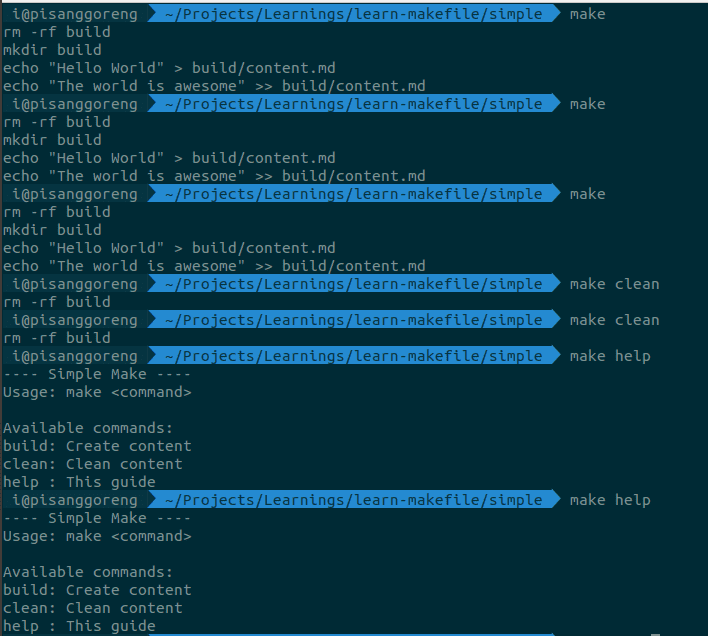 i@pisanggoreng ~/Projects/Learnings/learn-makefile/simple make
rm -rf build
mkdir build
echo "Hello World" > build/content.md
echo "The world is awesome" >> build/content.md
i@pisanggoreng ~/Projects/Learnings/learn-makefile/simple make
rm -rf build
mkdir build
echo "Hello World" > build/content.md
echo "The world is awesome" >> build/content.md
i@pisanggoreng ~/Projects/Learnings/learn-makefile/simple make
rm -rf build
mkdir build
echo "Hello World" > build/content.md
echo "The world is awesome" >> build/content.md
i@pisanggoreng ~/Projects/Learnings/learn-makefile/simple make clean
rm -rf build
i@pisanggoreng ~/Projects/Learnings/learn-makefile/simple make clean
rm -rf build
i@pisanggoreng ~/Projects/Learnings/learn-makefile/simple make help
---- Simple Make ----
Usage: make <command>

Available commands:
build: Create content
clean: Clean content
help : This guide
i@pisanggoreng ~/Projects/Learnings/learn-makefile/simple make help
---- Simple Make ----
Usage: make <command>

Available commands:
build: Create content
clean: Clean content
help : This guide